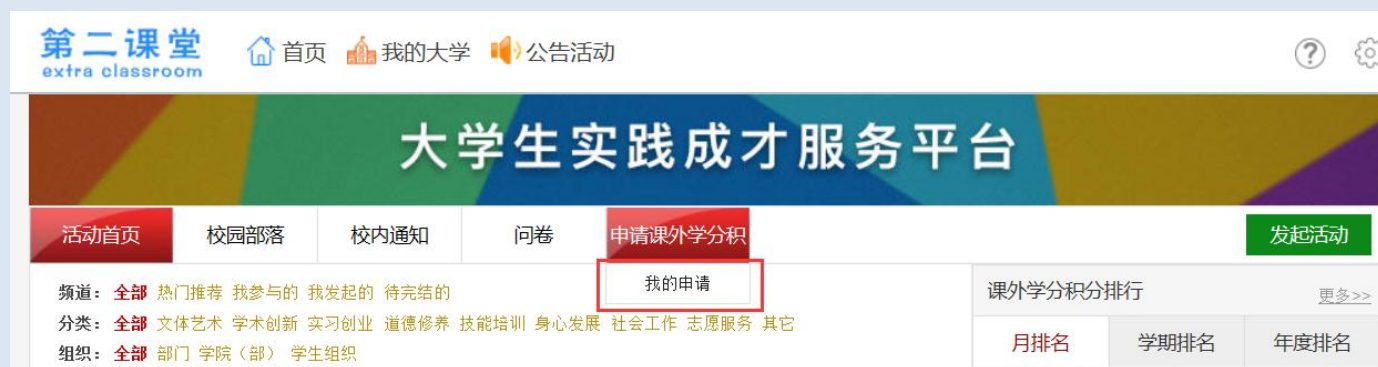 第二课堂 首页 我的大学 公告活动
extra classroom
大学生实践成才服务平台
活动首页 校园部落 校内通知 问卷 申请课外学分积 发起活动
我的申请
频道：全部 热门推荐 我参与的 我发起的 待完结的
分类：全部 文体艺术 学术创新 实习创业 道德修养 技能培训 身心发展 社会工作 志愿服务 其它
组织：全部 部门 学院（部） 学生组织
课外学分积分排行 更多>>
月排名 学期排名 年度排名